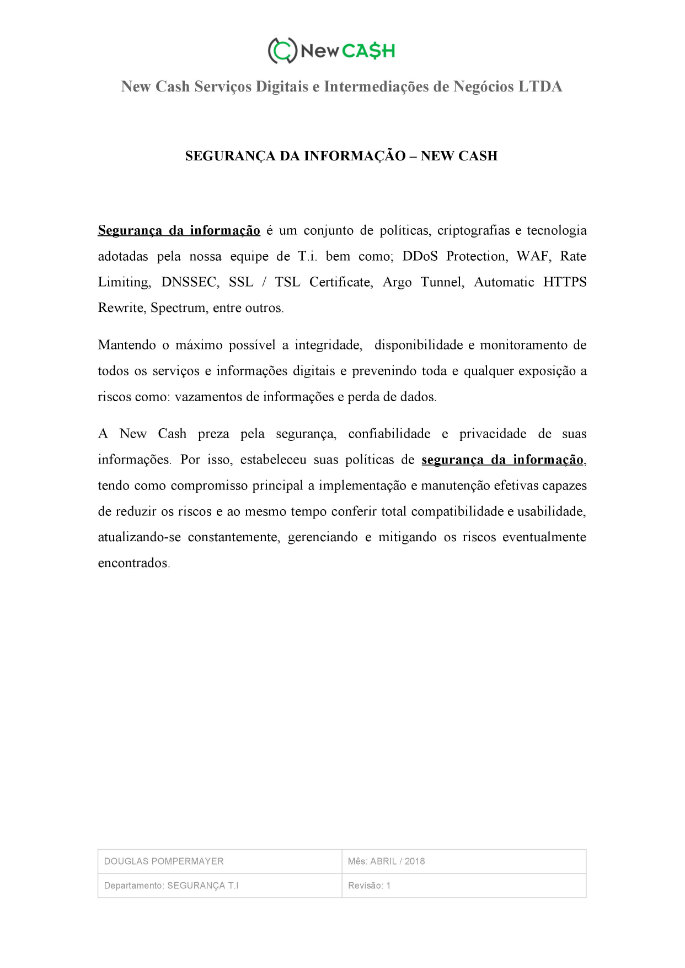 New CA$H
New Cash Serviços Digitais e Intermediações de Negócios LTDA
SEGURANÇA DA INFORMAÇÃO – NEW CASH
Segurança da informação é um conjunto de políticas, criptografias e tecnologia
adotadas pela nossa equipe de T.i. bem como; DDoS Protection, WAF, Rate
Limiting, DNSSEC, SSL / TSL Certificate, Argo Tunnel, Automatic HTTPS
Rewrite, Spectrum, entre outros.
Mantendo o máximo possível a integridade, disponibilidade e monitoramento de
todos os serviços e informações digitais e prevenindo toda e qualquer exposição a
riscos como: vazamentos de informações e perda de dados.
A New Cash preza pela segurança, confiabilidade e privacidade de suas
informações. Por isso, estabeleceu suas políticas de segurança da informação,
tendo como compromisso principal a implementação e manutenção efetivas capazes
de reduzir os riscos e ao mesmo tempo conferir total compatibilidade e usabilidade,
atualizando-se constantemente, gerenciando e mitigando os riscos eventualmente
encontrados.
DOUGLAS POMPERMAYER
Mês: ABRIL / 2018
Departamento: SEGURANÇA T.I
Revisão: 1